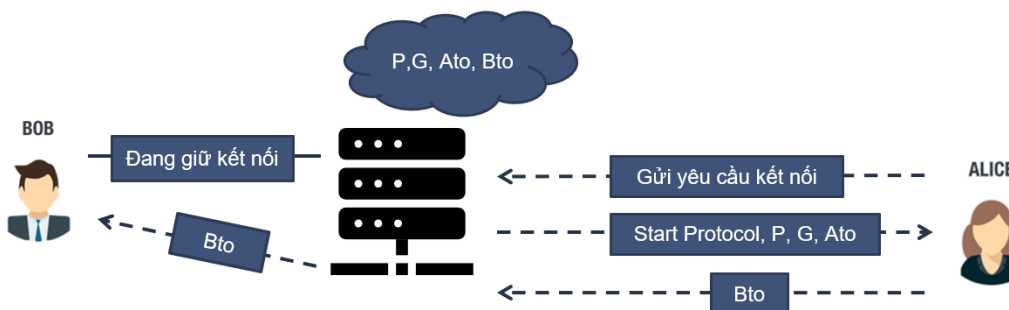 P,G, Ato, Bto
BOB
Đang giữ kết nối
Gửi yêu cầu kết nối
ALICE
Bto
Start Protocol, P, G, Ato
Bto